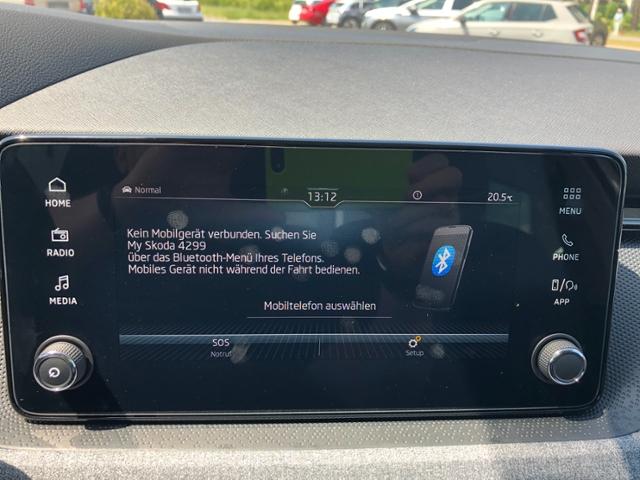 Normal
13:12
20.5°C
HOME
RADIO
MEDIA
Kein Mobilgerät verbunden. Suchen Sie
My Skoda 4299
über das Bluetooth-Menü Ihres Telefons.
Mobiles Gerät nicht während der Fahrt bedienen.
Mobiltelefon auswählen
SOS
Notruf
Setup
MENU
PHONE
APP